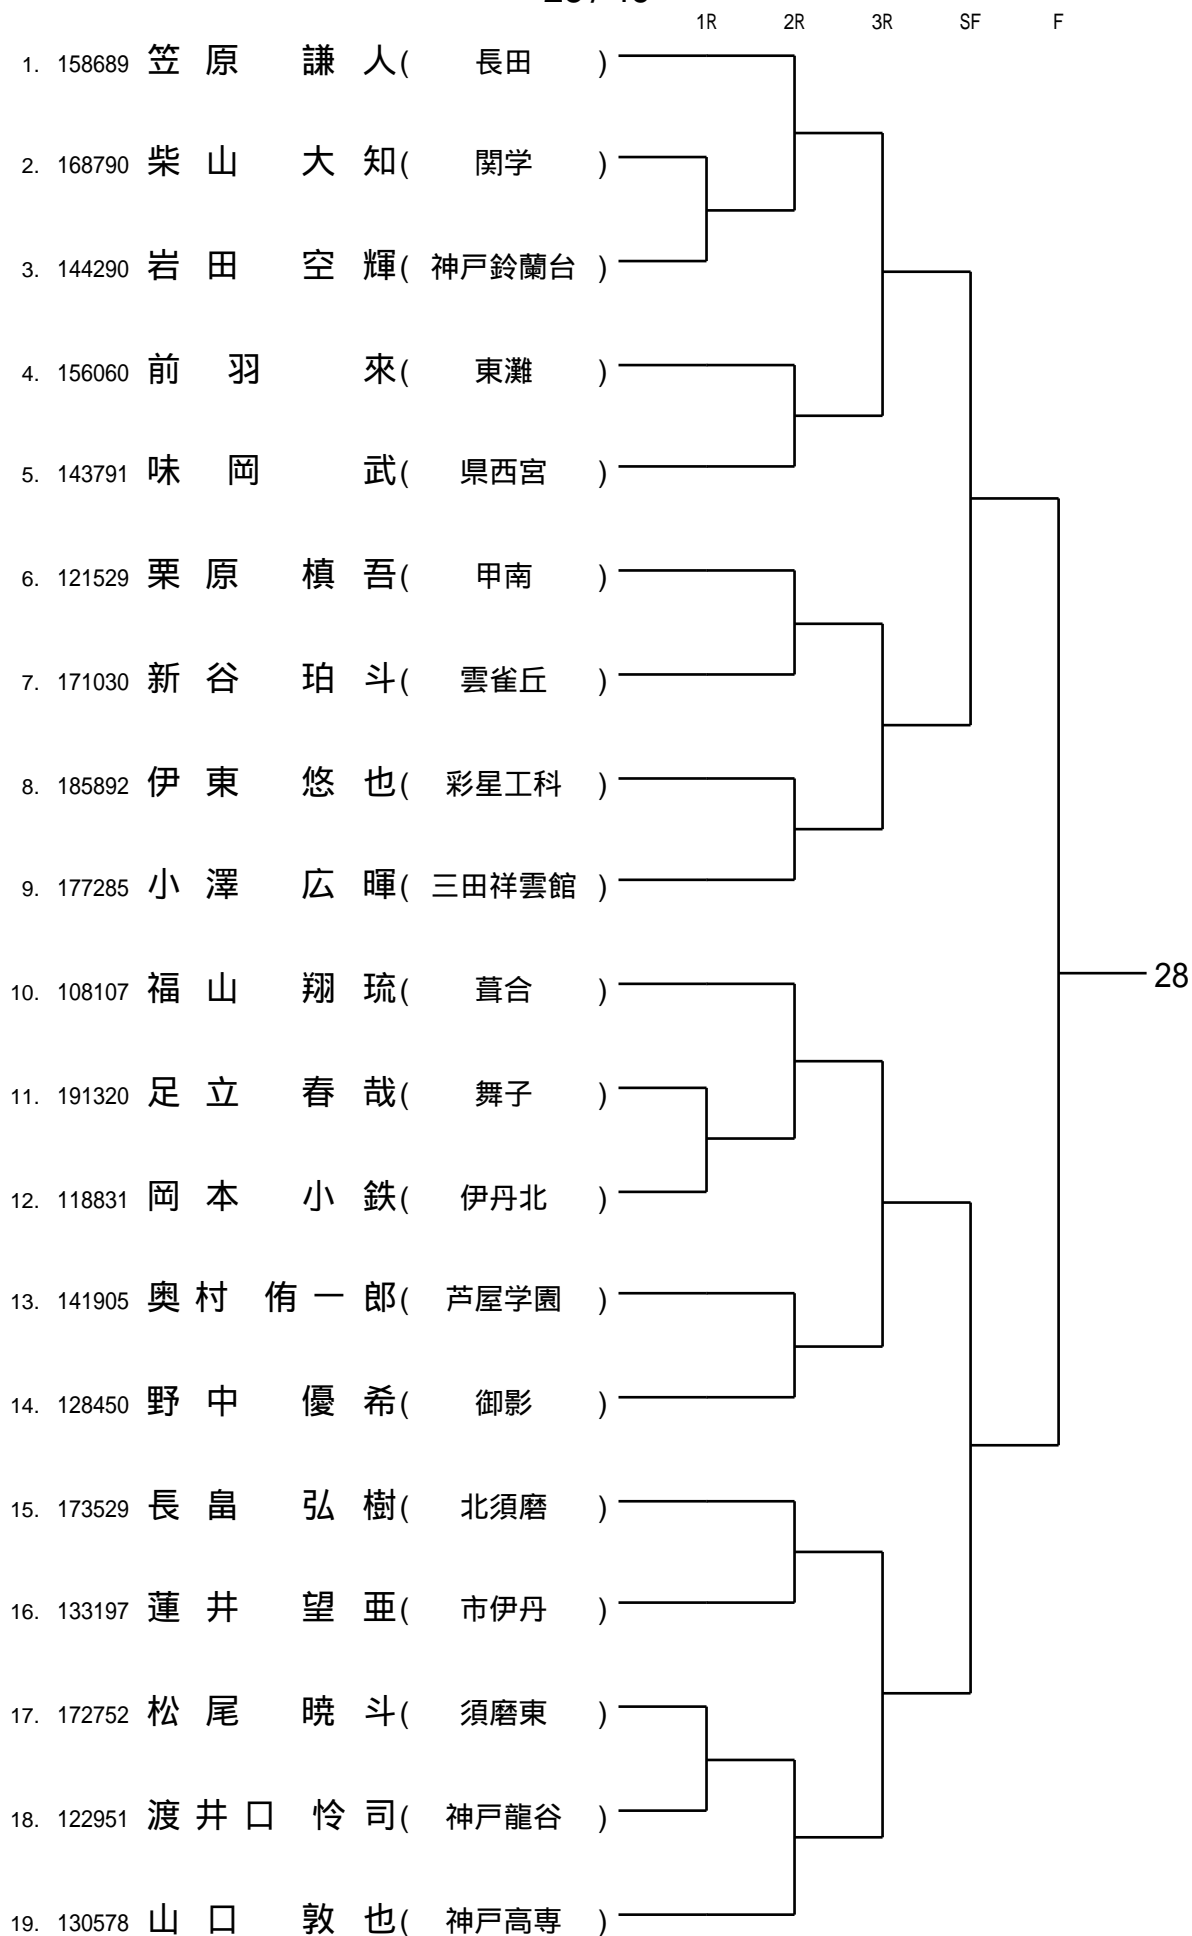 1R 2R 3R SF F
1. 158689 笠原 謙人( 長田 )
2. 168790 柴山 大知( 関学 )
3. 144290 岩田 空輝( 神戸鈴蘭台 )
4. 156060 前羽 來( 東灘 )
5. 143791 味岡 武( 県西宮 )
6. 121529 栗原 槙吾( 甲南 )
7. 171030 新谷 珀斗( 雲雀丘 )
8. 185892 伊東 悠也( 彩星工科 )
9. 177285 小澤 広暉( 三田祥雲館 )
10. 108107 福山 翔琉( 葺合 )
28
11. 191320 足立 春哉( 舞子 )
12. 118831 岡本 小鉄( 伊丹北 )
13. 141905 奥村 侑一郎( 芦屋学園 )
14. 128450 野中 優希( 御影 )
15. 173529 長畠 弘樹( 北須磨 )
16. 133197 蓮井 望亜( 市伊丹 )
17. 172752 松尾 暁斗( 須磨東 )
18. 122951 渡井口 怜司( 神戸龍谷 )
19. 130578 山口 敦也( 神戸高専 )